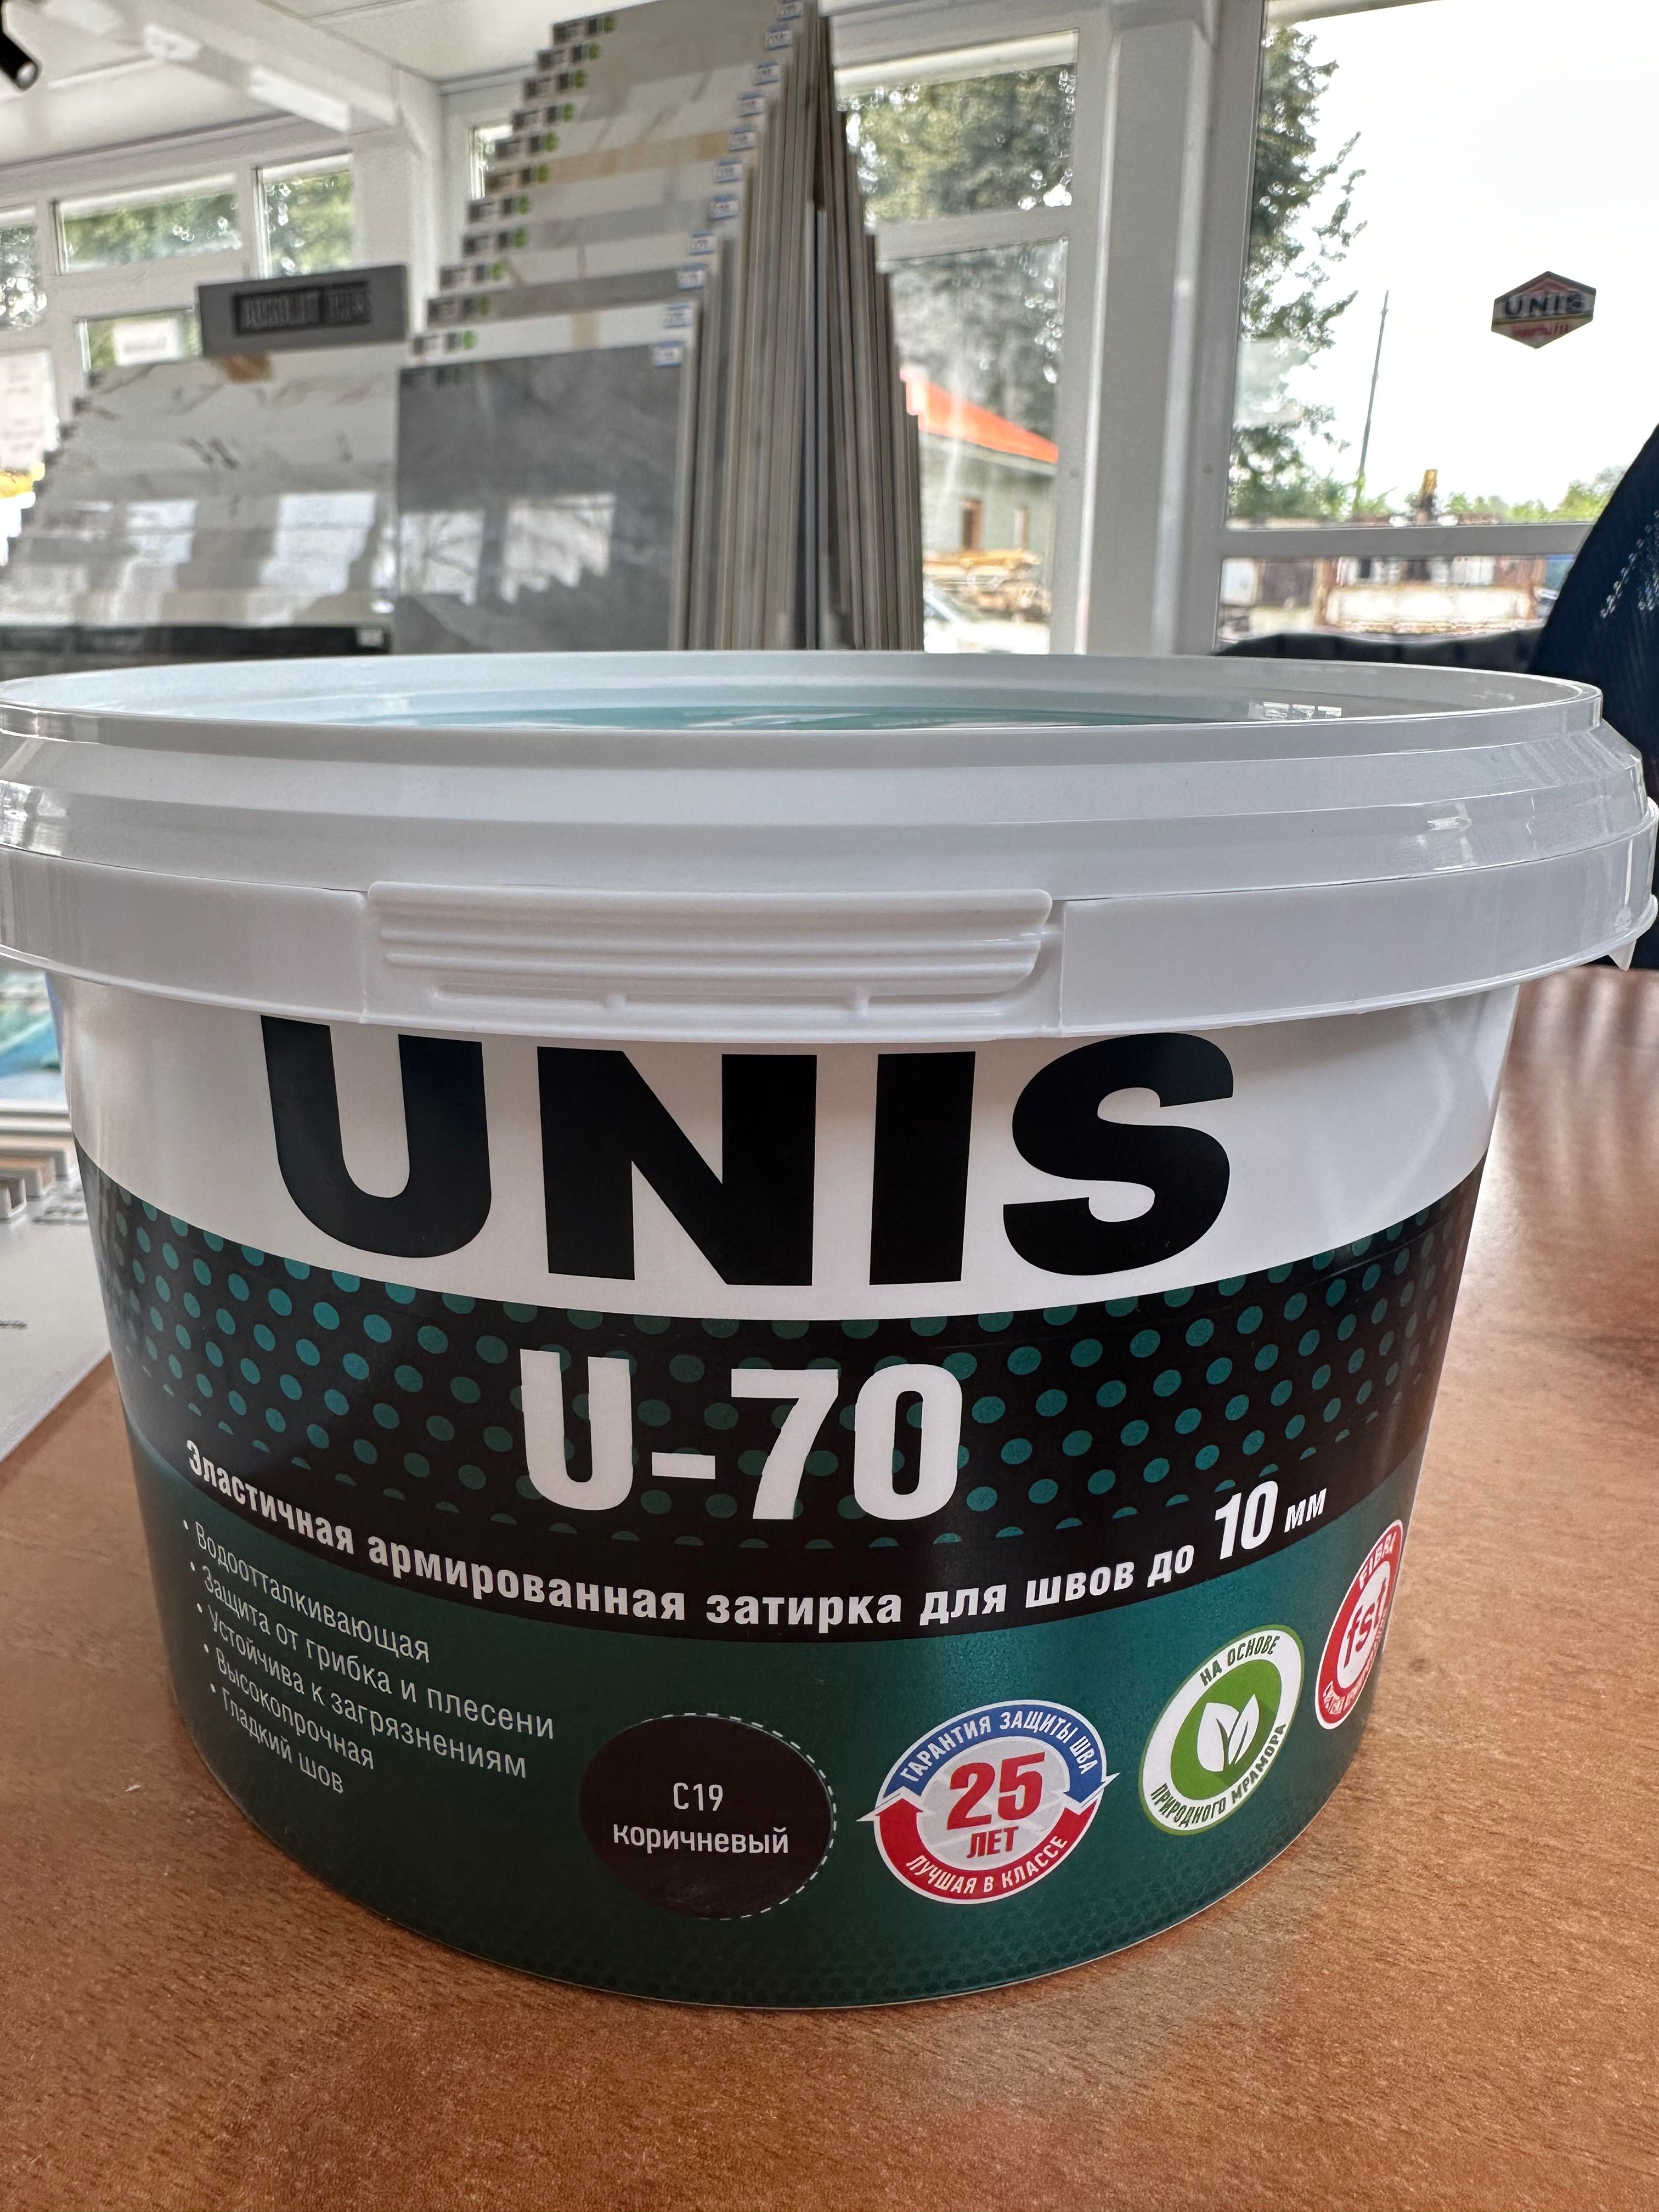 UNIS
UNIS
U-70
Эластичная армированная затирка для швов до 10 мм
• Водоотталкивающая
• Защита от грибка и плесени
• Устойчива к загрязнениям
• Высокопрочная
• Гладкий шов
С19
коричневый
ГАРАНТИЯ ЗАЩИТЫ ШВА
25
ЛЕТ
ЛУЧШАЯ В КЛАССЕ
НА ОСНОВЕ
ПРИРОДНОГО МРАМОРА
FIBRA